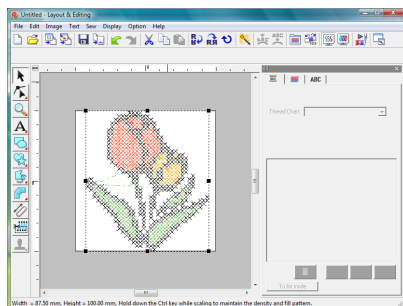 Untitled - Layout & Editing
File Edit Image Text Sew Display Option Help
ABC
Thread Chart
To list mode
Width = 87.50 mm, Height = 100.00 mm, Hold down the Ctrl key while scaling to maintain the density and fill pattern.